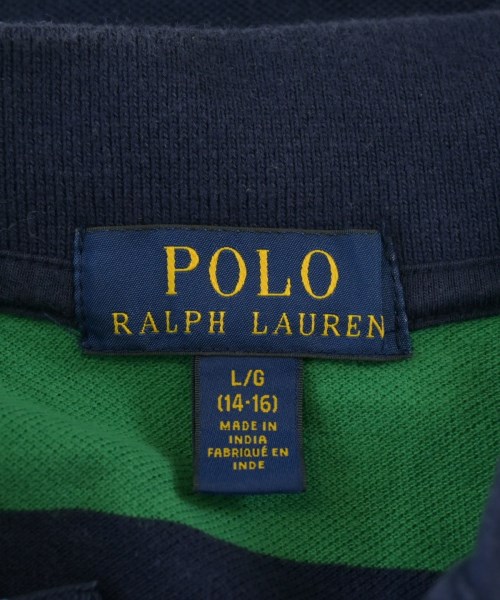 POLO
RALPH LAUREN
L/G
(14-16)
MADE IN
INDIA
FABRIQUÉ EN
INDE